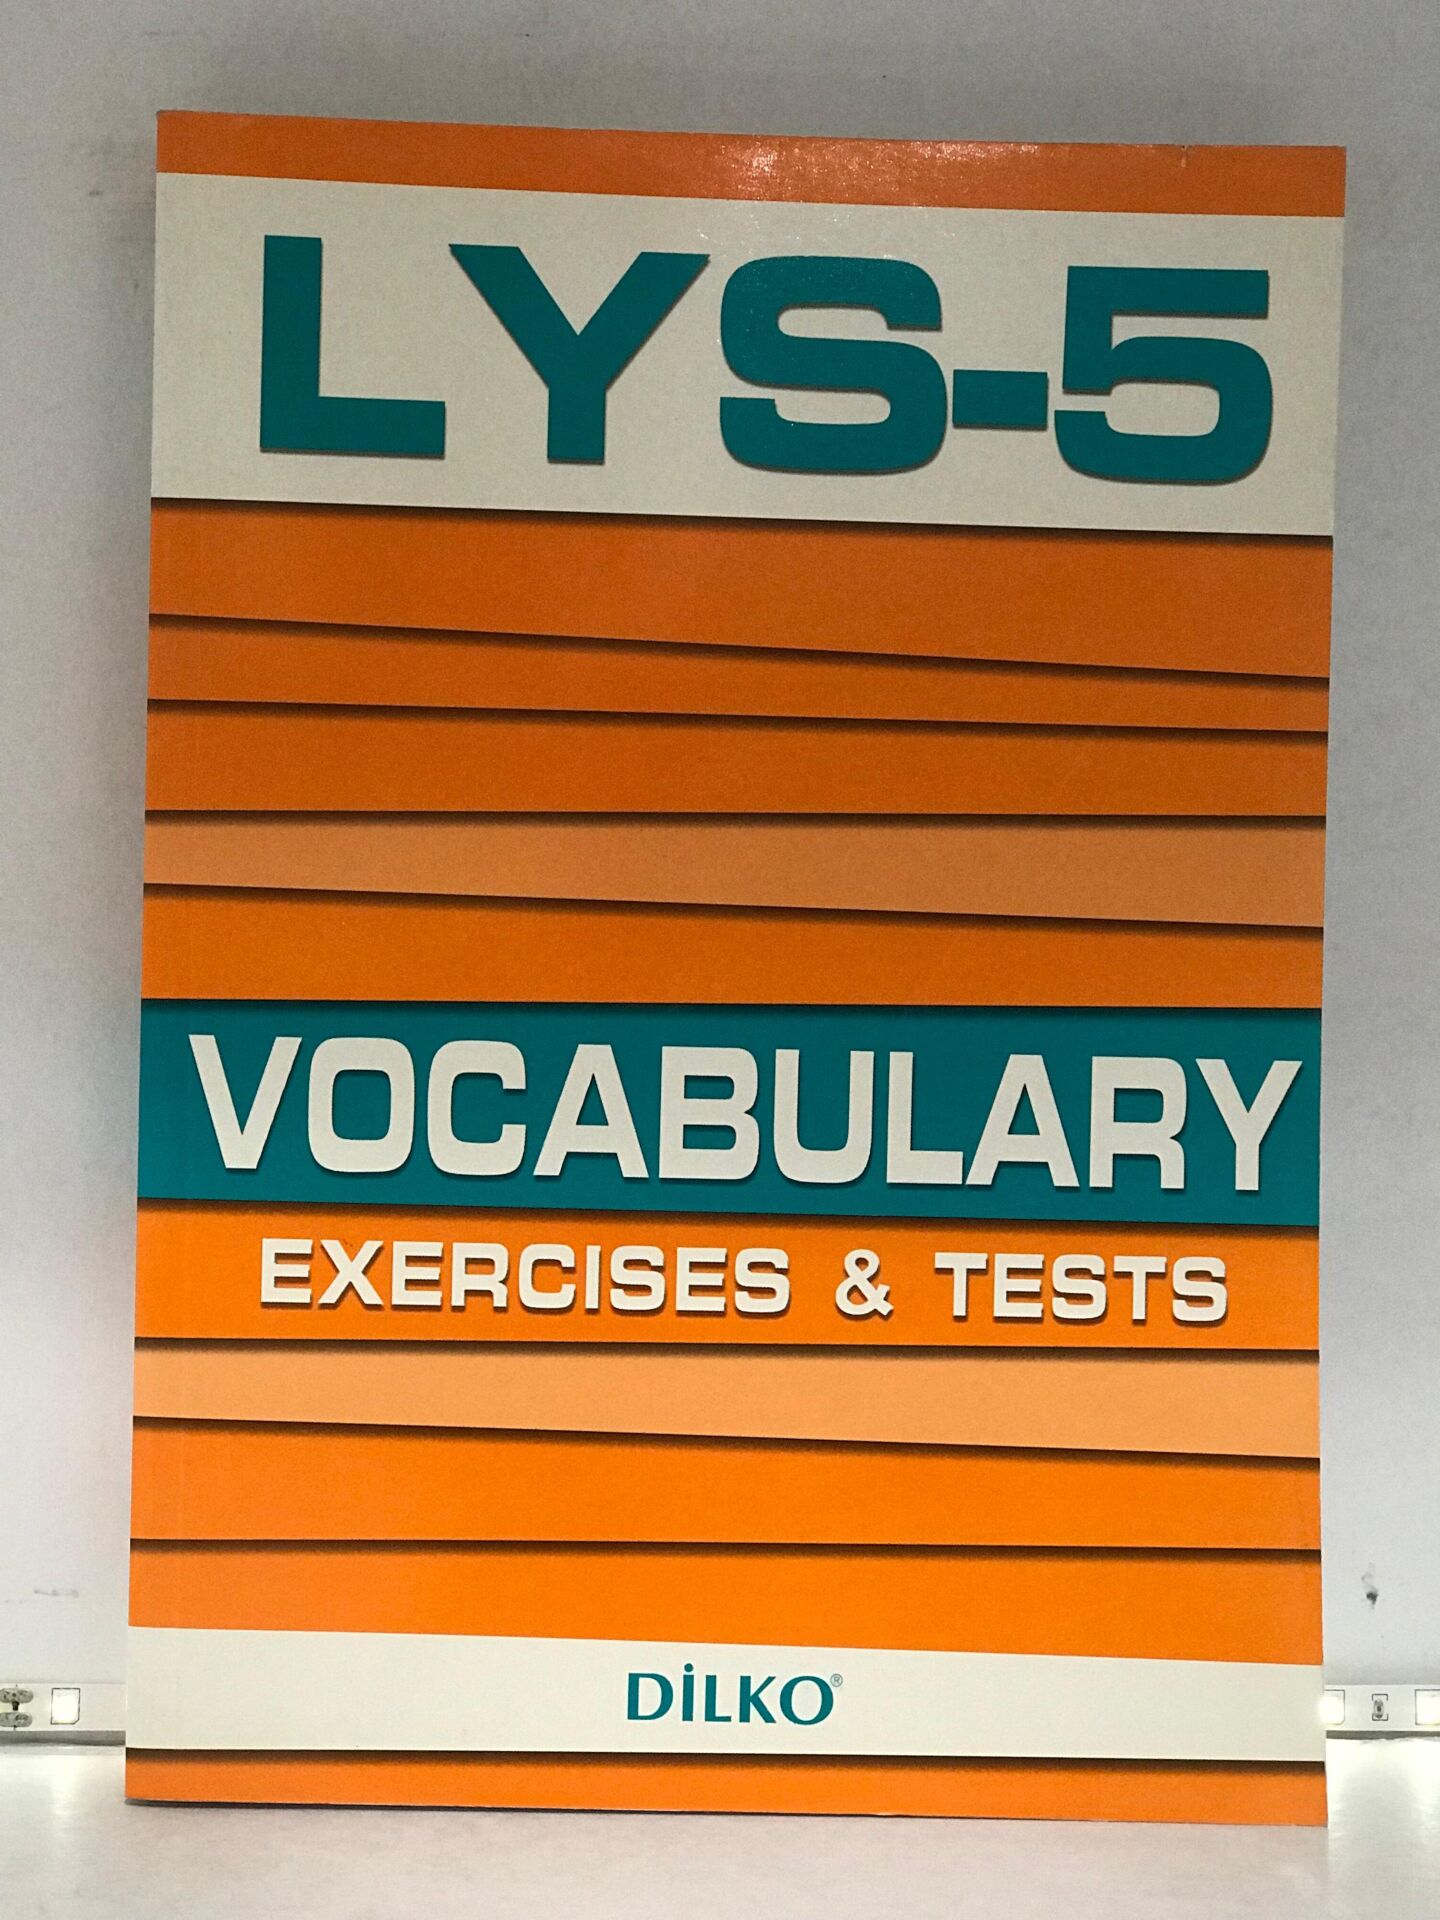 LYS-5
VOCABULARY
EXERCISES & TESTS
DİLKO®